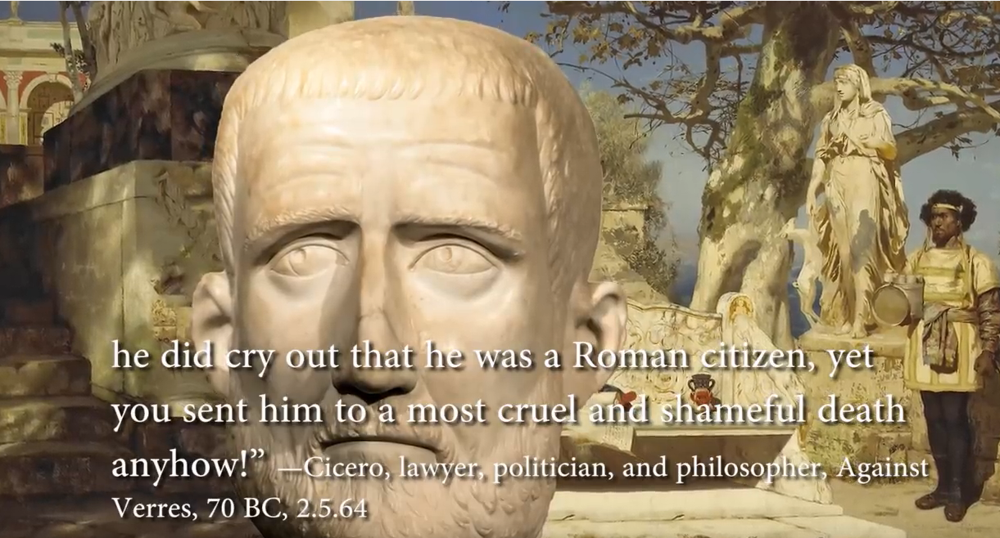 he did cry out that he was a Roman citizen, yet
you sent him to a most cruel and shameful death
anyhow!” —Cicero, lawyer, politician, and philosopher, Against
Verres, 70 BC, 2.5.64